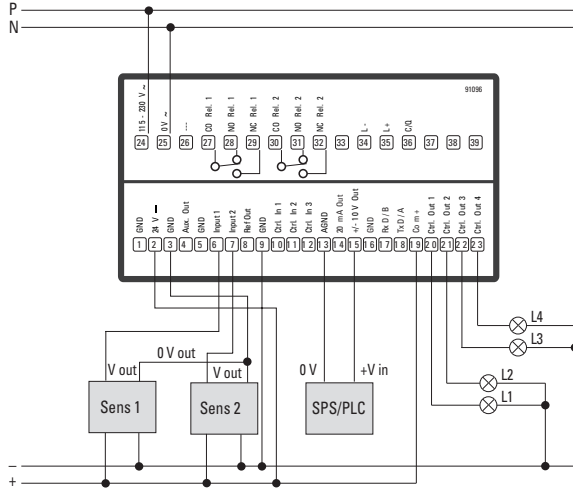 P
N
91096
115 - 230 V ~
0 V ~
---
CO Rel. 1
NO Rel. 1
NC Rel. 1
CO Rel. 2
NO Rel. 2
NC Rel. 2
L -
L+
C/Ω
24 25 26 27 28 29 30 31 32 33 34 35 36 37 38 39
GND
24 V
GND
Aux. Out
GND
Input 1
Input 2
Ref Out
GND
Ctrl. In 1
Ctrl. In 2
Ctrl. In 3
AGND
20 mA Out
+/- 10 V Out
GND
Rx D / B
Tx D / A
Com +
Ctrl. Out 1
Ctrl. Out 2
Ctrl. Out 3
Ctrl. Out 4
1 2 3 4 5 6 7 8 9 10 11 12 13 14 15 16 17 18 19 20 21 22 23
L4
L3
0 V out
V out
V out
0 V
+V in
L2
L1
Sens 1
Sens 2
SPS/PLC
–
+